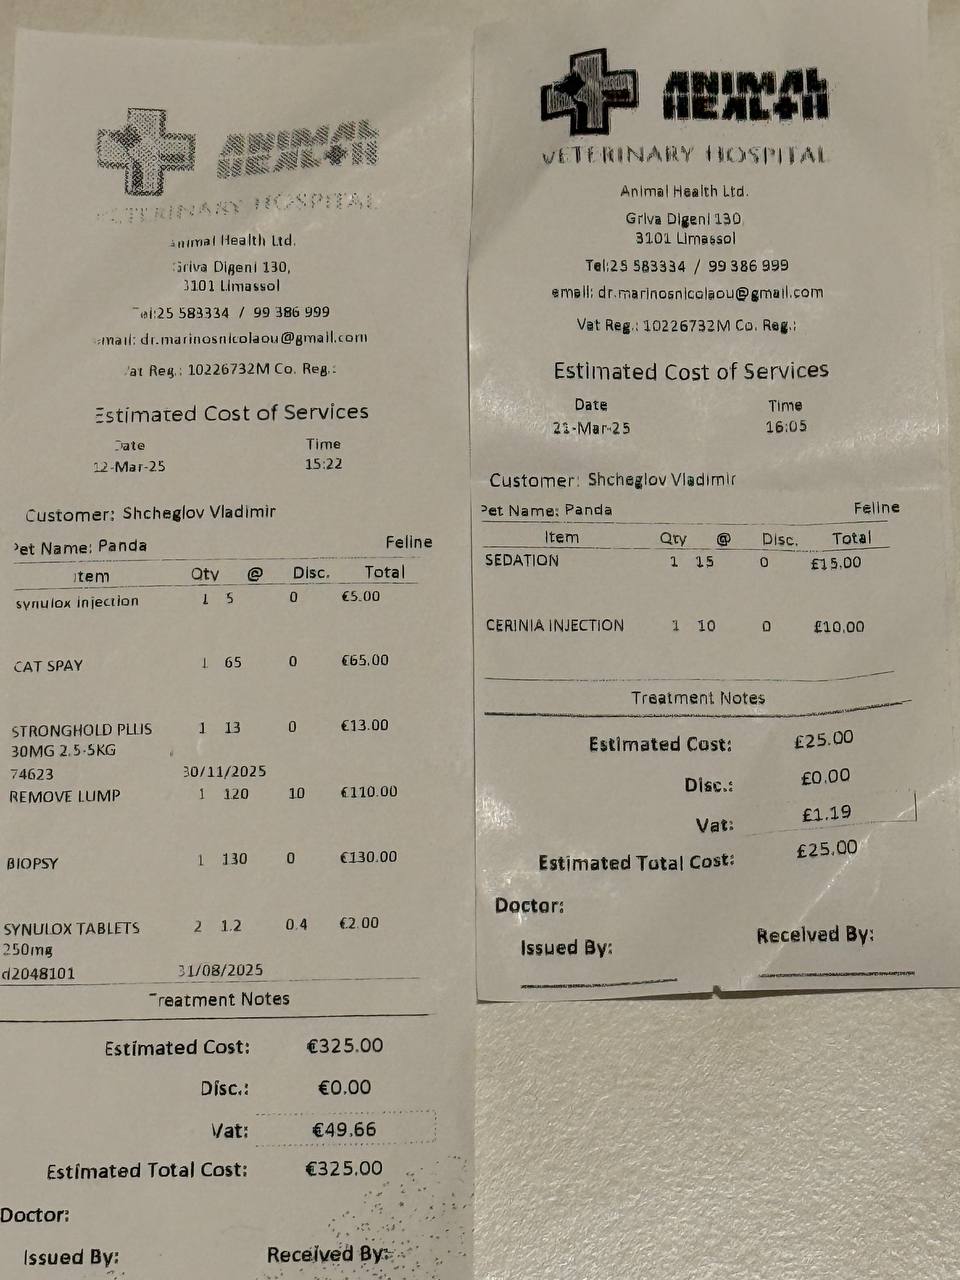 ANIMAL
HEALTH
VETERINARY HOSPITAL
Animal Health Ltd.
Griva Digeni 130,
3101 Limassol
Tel:25 583334 / 99 386 999
email: dr.marinosnicolaou@gmail.com
Vat Reg.: 10226732M Co. Reg.:
Estimated Cost of Services
Date Time
12-Mar-25 15:22
Customer: Shcheglov Vladimir
Pet Name: Panda Feline
Item Qty @ Disc. Total
synulox injection 1 5 0 €5.00
CAT SPAY 1 65 0 €65.00
STRONGHOLD PLUS 1 13 0 €13.00
30MG 2.5-5KG
74623 30/11/2025
REMOVE LUMP 1 120 10 €110.00
BIOPSY 1 130 0 €130.00
SYNULOX TABLETS 2 1.2 0.4 €2.00
250mg
d2048101 31/08/2025
Treatment Notes
Estimated Cost: €325.00
Disc.: €0.00
Vat: €49.66
Estimated Total Cost: €325.00
Doctor:
Issued By: Received By:
ANIMAL
HEALTH
VETERINARY HOSPITAL
Animal Health Ltd.
Griva Digeni 130,
3101 Limassol
Tel:25 583334 / 99 386 999
email: dr.marinosnicolaou@gmail.com
Vat Reg.: 10226732M Co. Reg.:
Estimated Cost of Services
Date Time
21-Mar-25 16:05
Customer: Shcheglov Vladimir
Pet Name: Panda Feline
Item Qty @ Disc. Total
SEDATION 1 15 0 £15.00
CERINIA INJECTION 1 10 0 £10.00
Treatment Notes
Estimated Cost: £25.00
Disc.: £0.00
Vat: £1.19
Estimated Total Cost: £25.00
Doctor:
Issued By: Received By: